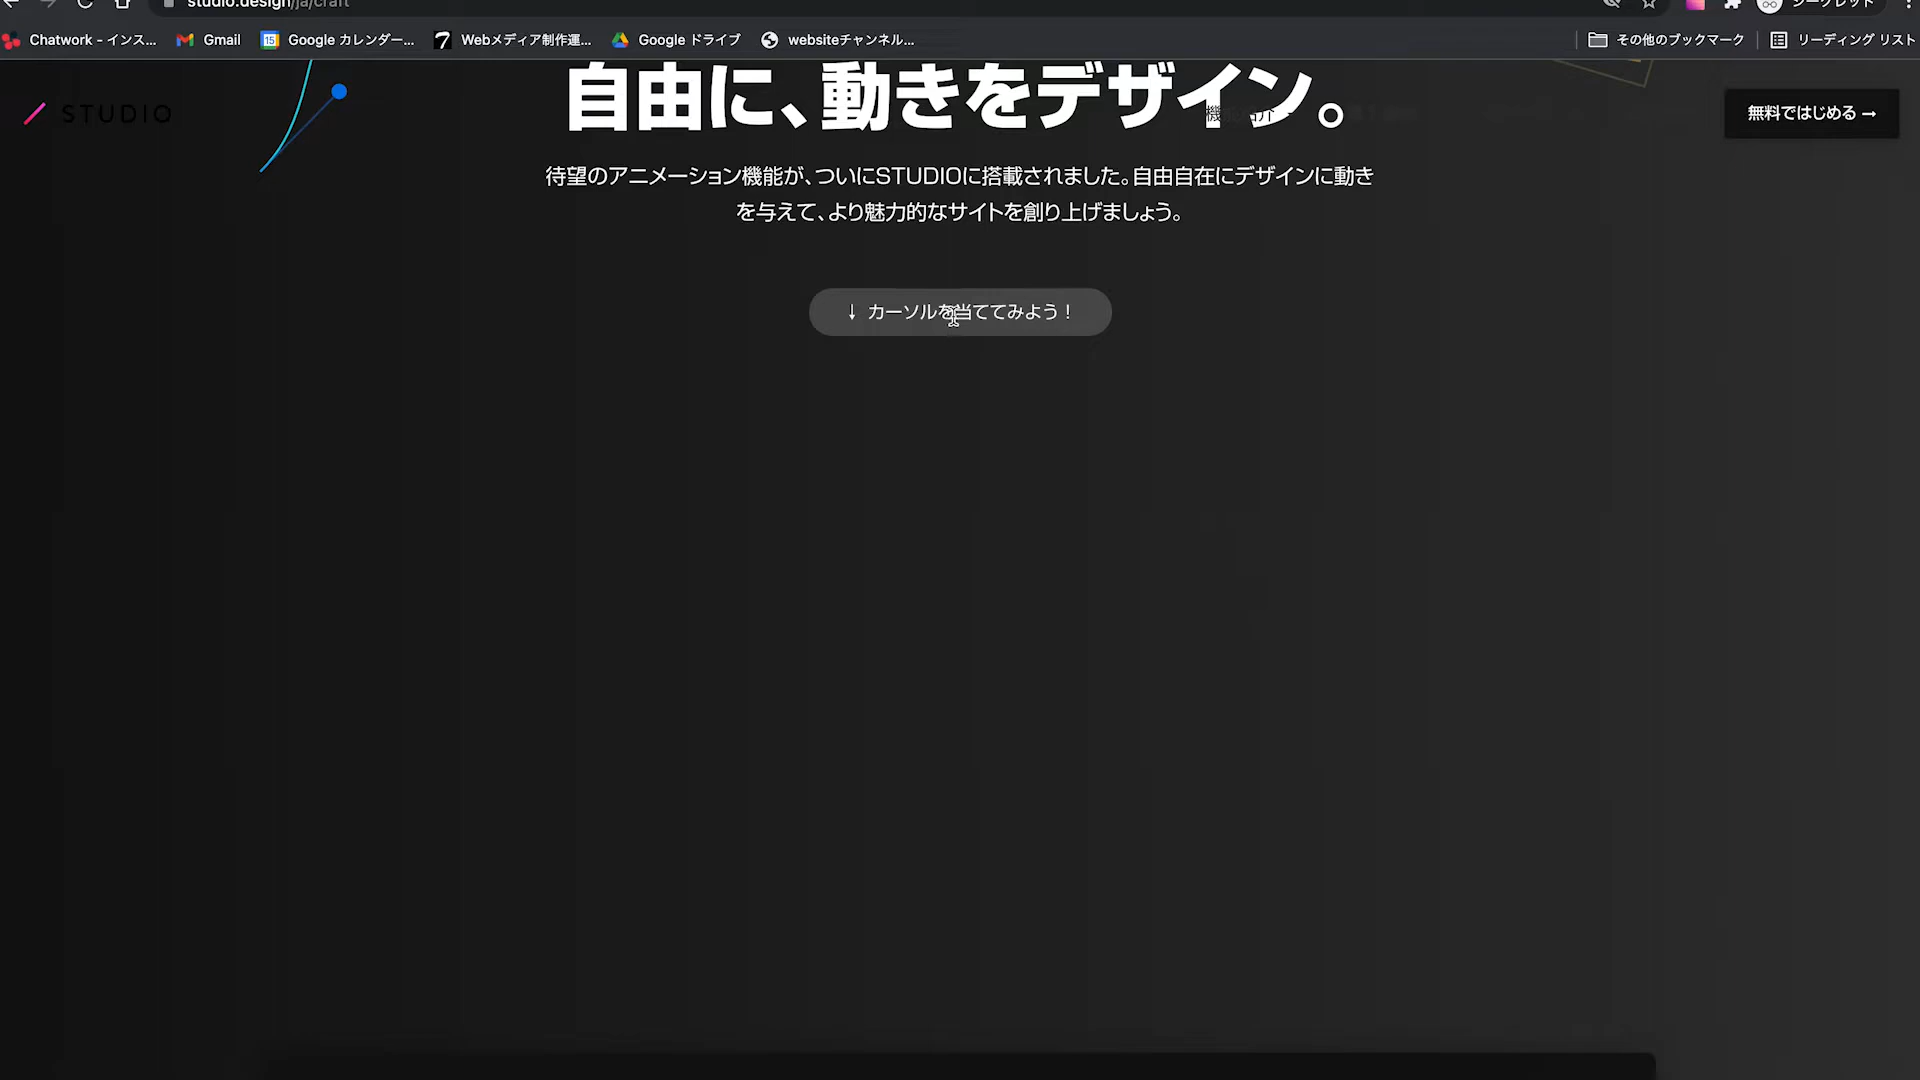 studio.design/ja/craft
シークレット
Chatwork - インス...
Gmail
Google カレンダー...
Webメディア制作運...
Google ドライブ
websiteチャンネル...
その他のブックマーク
リーディング リスト
自由に、動きをデザイン。
STUDIO
無料ではじめる →
待望のアニメーション機能が、ついにSTUDIOに搭載されました。自由自在にデザインに動き
を与えて、より魅力的なサイトを創り上げましょう。
↓ カーソルを当ててみよう！